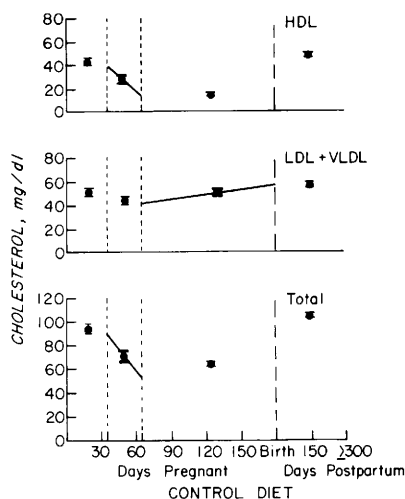 HDL
80
60
40
20
0
LDL + VLDL
80
60
40
20
0
CHOLESTEROL, mg/dl
Total
120
100
80
60
40
20
0
30 60 90 120 Birth 150 ≥300
Days Pregnant Days Postpartum
CONTROL DIET